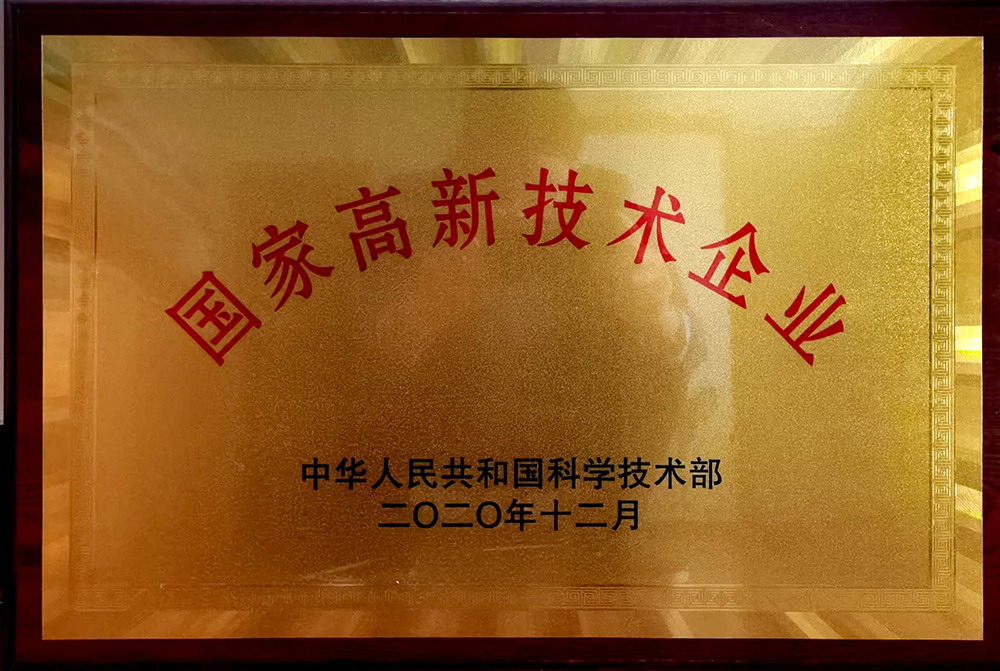 国家高新技术企业
中华人民共和国科学技术部
二〇二〇年十二月